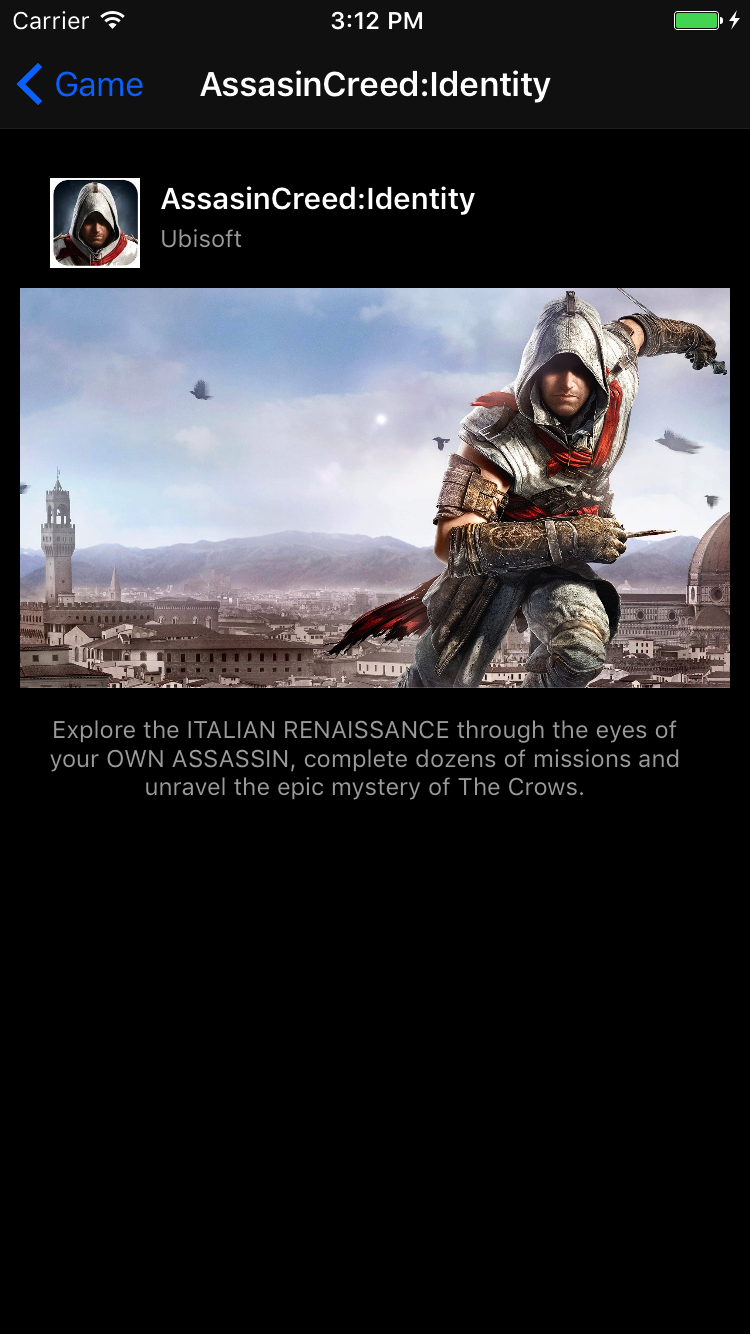 Carrier 3:12 PM
Game AssasinCreed:Identity
AssasinCreed:Identity
Ubisoft
Explore the ITALIAN RENAISSANCE through the eyes of
your OWN ASSASSIN, complete dozens of missions and
unravel the epic mystery of The Crows.